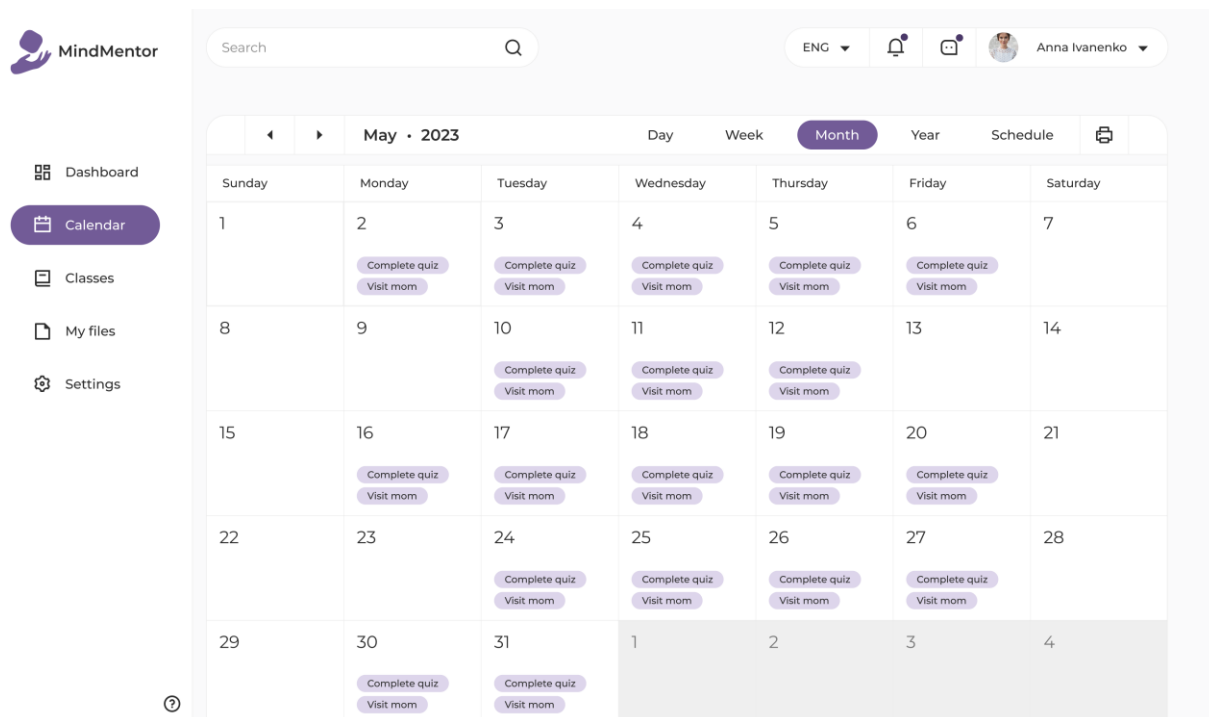 MindMentor
Search
ENG
Anna Ivanenko
Dashboard
Calendar
Classes
My files
Settings
May • 2023
Day Week Month Year Schedule
Sunday Monday Tuesday Wednesday Thursday Friday Saturday
1 2 3 4 5 6 7
Complete quiz Complete quiz Complete quiz Complete quiz Complete quiz
Visit mom Visit mom Visit mom Visit mom Visit mom
8 9 10 11 12 13 14
Complete quiz Complete quiz Complete quiz
Visit mom Visit mom Visit mom
15 16 17 18 19 20 21
Complete quiz Complete quiz Complete quiz Complete quiz Complete quiz
Visit mom Visit mom Visit mom Visit mom Visit mom
22 23 24 25 26 27 28
Complete quiz Complete quiz Complete quiz Complete quiz
Visit mom Visit mom Visit mom Visit mom
29 30 31 1 2 3 4
Complete quiz Complete quiz
Visit mom Visit mom
?